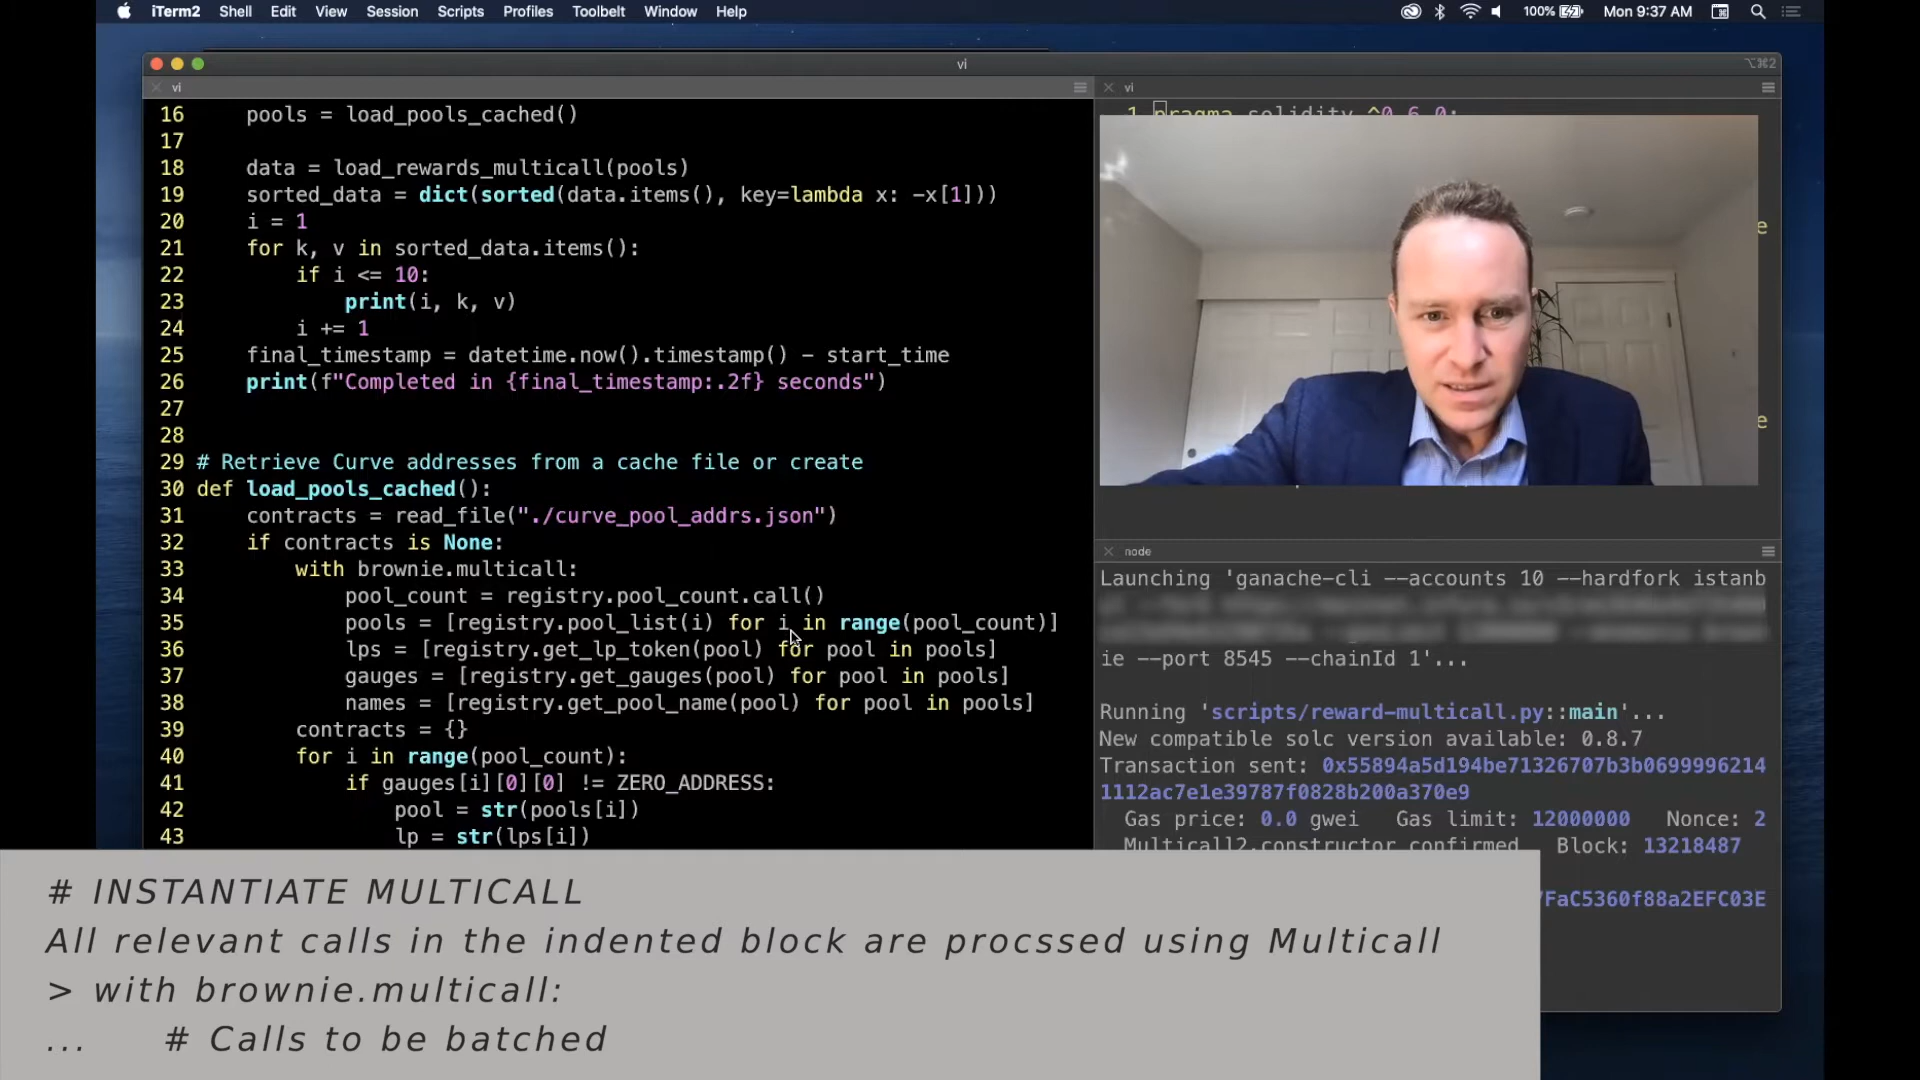 iTerm2 Shell Edit View Session Scripts Profiles Toolbelt Window Help 100% Mon 9:37 AM
vi
⌥⌘2
vi
vi
16 pools = load_pools_cached()
17
18 data = load_rewards_multicall(pools)
19 sorted_data = dict(sorted(data.items(), key=lambda x: -x[1]))
20 i = 1
21 for k, v in sorted_data.items():
22 if i <= 10:
23 print(i, k, v)
24 i += 1
25 final_timestamp = datetime.now().timestamp() - start_time
26 print(f"Completed in {final_timestamp:.2f} seconds")
27
28
29 # Retrieve Curve addresses from a cache file or create
30 def load_pools_cached():
31 contracts = read_file("./curve_pool_addrs.json")
32 if contracts is None:
33 with brownie.multicall:
34 pool_count = registry.pool_count.call()
35 pools = [registry.pool_list(i) for i in range(pool_count)]
36 lps = [registry.get_lp_token(pool) for pool in pools]
37 gauges = [registry.get_gauges(pool) for pool in pools]
38 names = [registry.get_pool_name(pool) for pool in pools]
39 contracts = {}
40 for i in range(pool_count):
41 if gauges[i][0][0] != ZERO_ADDRESS:
42 pool = str(pools[i])
43 lp = str(lps[i])
1 pragma solidity ^0.6.0;
e
e
node
Launching 'ganache-cli --accounts 10 --hardfork istanb
ie --port 8545 --chainId 1'...
Running 'scripts/reward-multicall.py::main'...
New compatible solc version available: 0.8.7
Transaction sent: 0x55894a5d194be71326707b3b0699996214
1112ac7e1e39787f0828b200a370e9
Gas price: 0.0 gwei Gas limit: 12000000 Nonce: 2
Multicall2.constructor confirmed Block: 13218487
FaC5360f88a2EFC03E
# INSTANTIATE MULTICALL
All relevant calls in the indented block are procssed using Multicall
> with brownie.multicall:
... # Calls to be batched